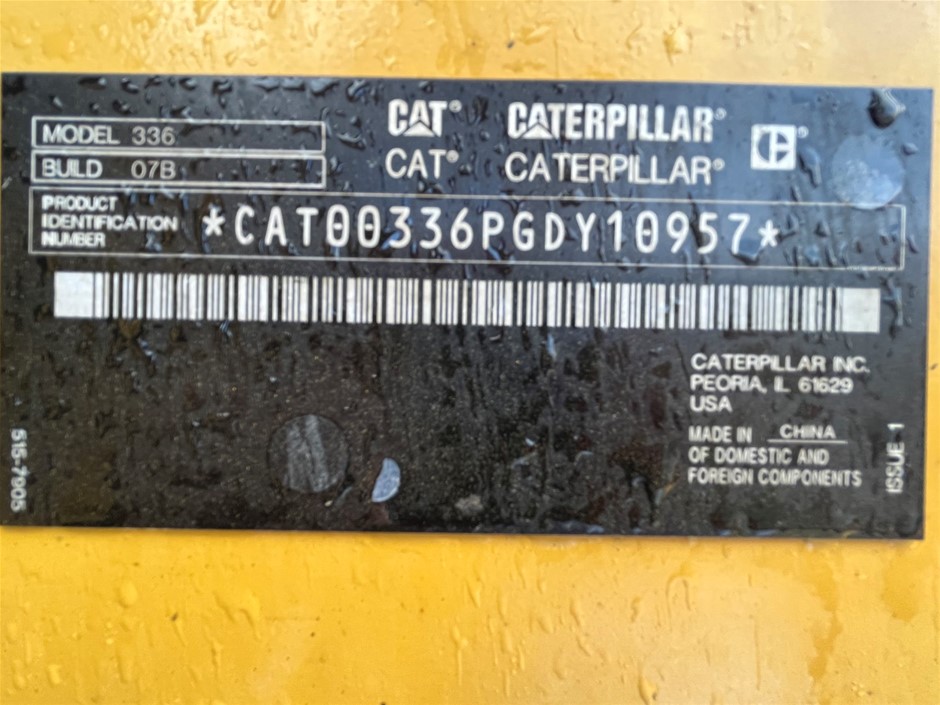 MODEL 336
BUILD 07B
CAT® CATERPILLAR® ®
CAT® CATERPILLAR®
PRODUCT
IDENTIFICATION
NUMBER
*CAT00336PGDY10957*
CATERPILLAR INC.
PEORIA, IL 61629
USA
MADE IN CHINA
OF DOMESTIC AND
FOREIGN COMPONENTS
515-7905
ISSUE 1